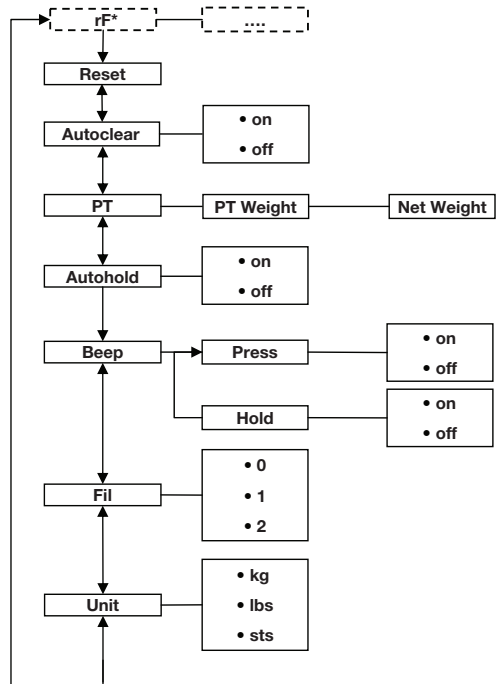 rF* ....
Reset
Autoclear • on
• off
PT PT Weight Net Weight
Autohold • on
• off
Beep Press • on
• off
Hold • on
• off
Fil • 0
• 1
• 2
Unit • kg
• lbs
• sts